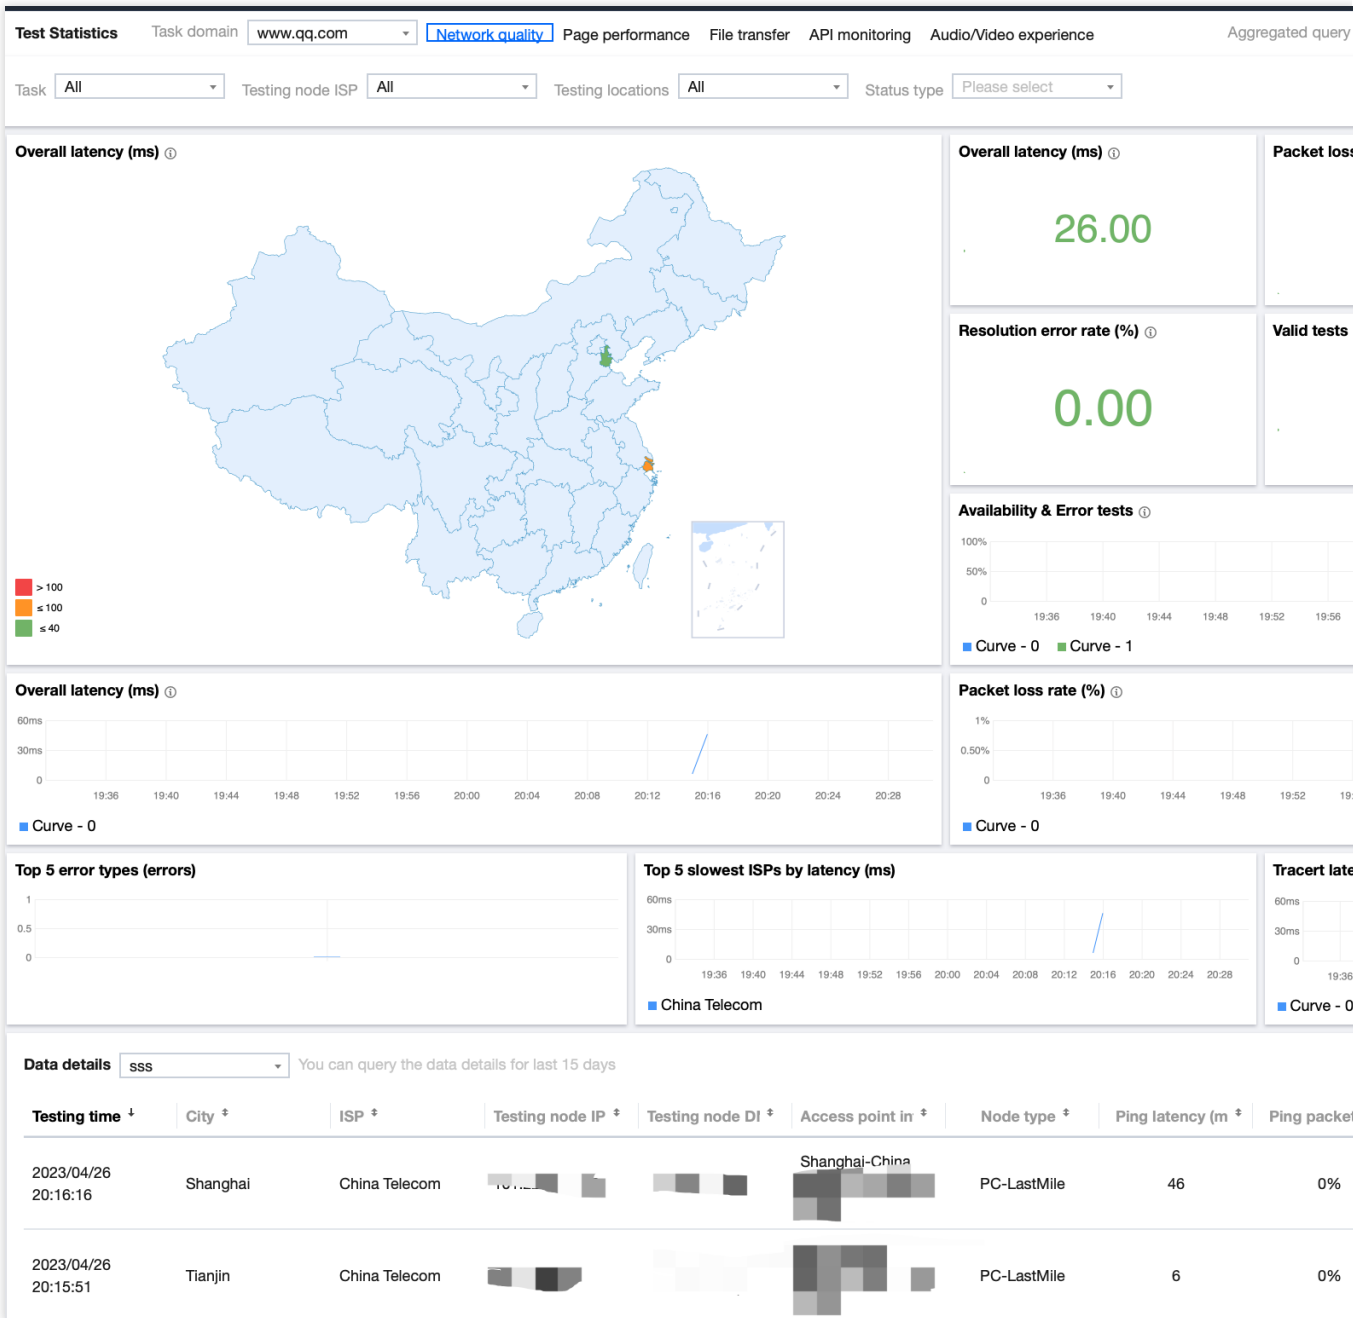 Test Statistics Task domain www.qq.com Network quality Page performance File transfer API monitoring Audio/Video experience Aggregated query
Task All Testing node ISP All Testing locations All Status type Please select
Overall latency (ms)
> 100
≤ 100
≤ 40
Overall latency (ms)
26.00
Packet loss
Resolution error rate (%)
0.00
Valid tests
Availability & Error tests
100%
50%
0
19:36 19:40 19:44 19:48 19:52 19:56
Curve - 0 Curve - 1
Overall latency (ms)
60ms
30ms
0
19:36 19:40 19:44 19:48 19:52 19:56 20:00 20:04 20:08 20:12 20:16 20:20 20:24 20:28
Curve - 0
Packet loss rate (%)
1%
0.50%
0
19:36 19:40 19:44 19:48 19:52 19:
Curve - 0
Top 5 error types (errors)
1
0.5
0
Top 5 slowest ISPs by latency (ms)
60ms
30ms
0
19:36 19:40 19:44 19:48 19:52 19:56 20:00 20:04 20:08 20:12 20:16 20:20 20:24 20:28
China Telecom
Tracert late
60ms
30ms
0
19:36
Curve - 0
Data details sss You can query the data details for last 15 days
Testing time City ISP Testing node IP Testing node Access point Node type Ping latency (m Ping packet
2023/04/26
20:16:16 Shanghai China Telecom Shanghai-China PC-LastMile 46 0%
2023/04/26
20:15:51 Tianjin China Telecom PC-LastMile 6 0%